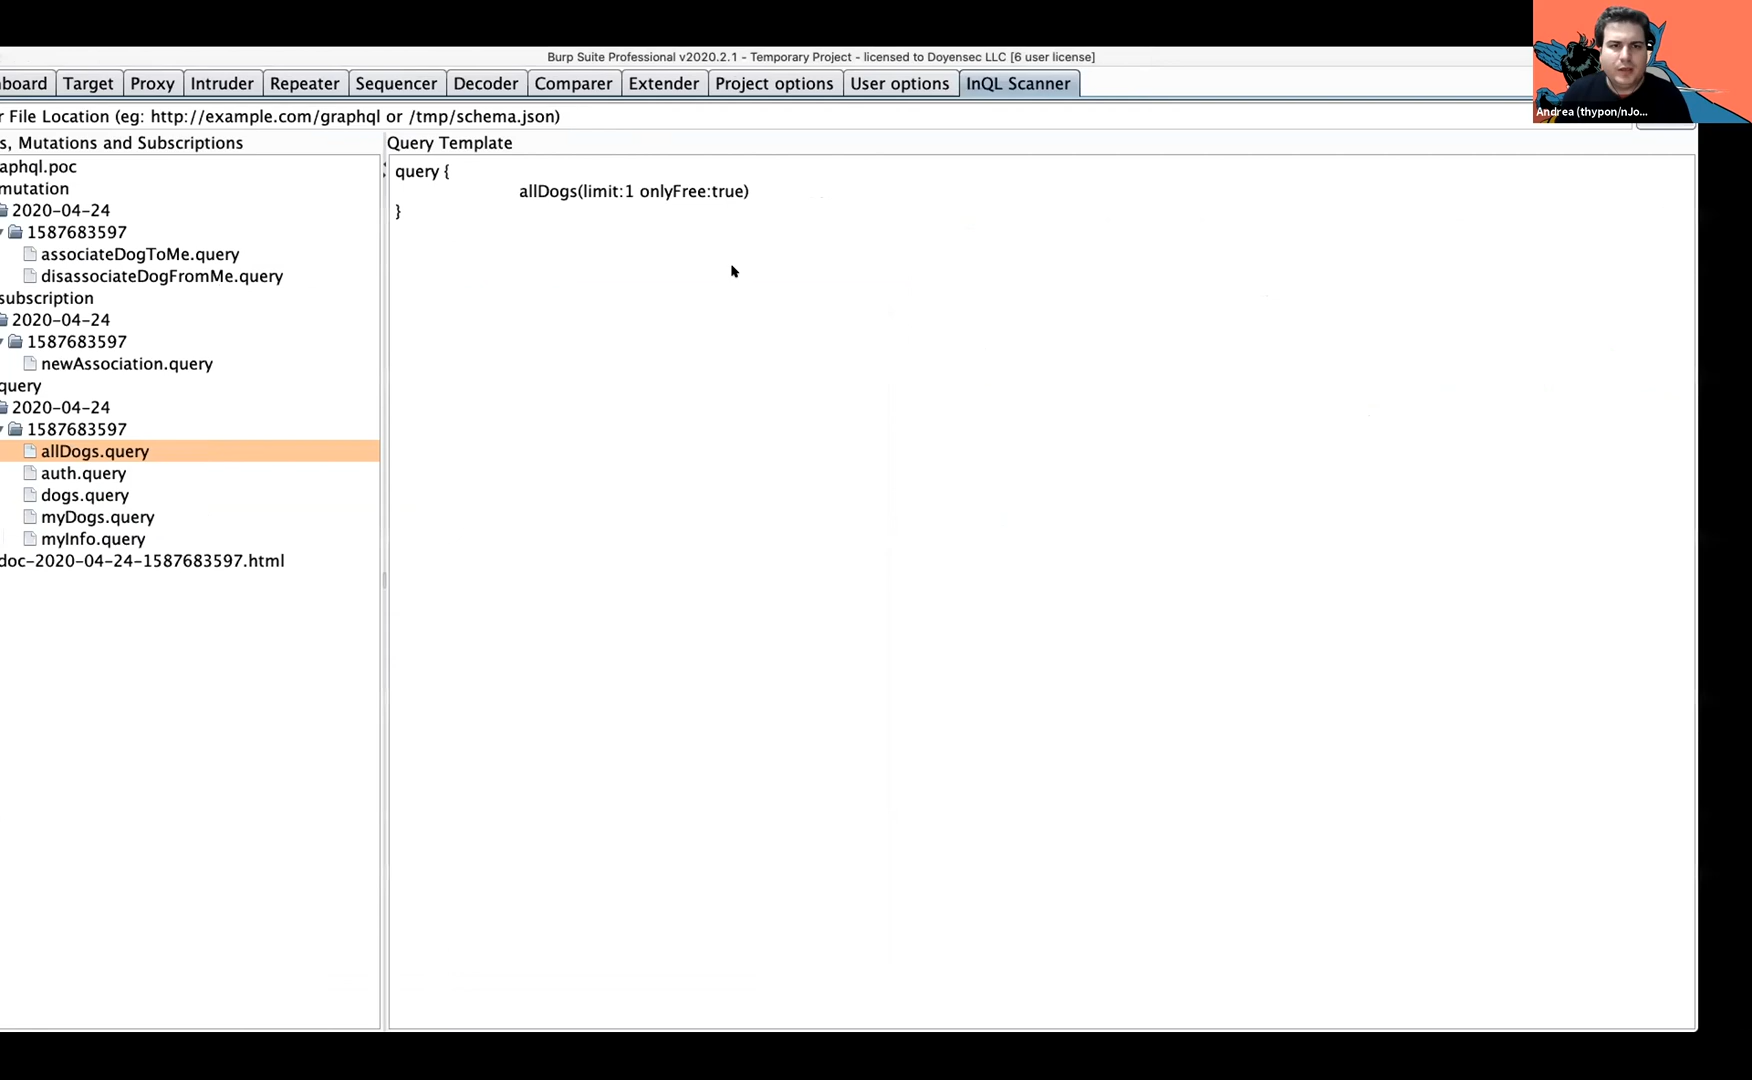 Burp Suite Professional v2020.2.1 - Temporary Project - licensed to Doyensec LLC [6 user license]
board Target Proxy Intruder Repeater Sequencer Decoder Comparer Extender Project options User options InQL Scanner
Andrea (thypon/nJo...
r File Location (eg: http://example.com/graphql or /tmp/schema.json)
s, Mutations and Subscriptions
aphql.poc
mutation
2020-04-24
1587683597
associateDogToMe.query
disassociateDogFromMe.query
subscription
2020-04-24
1587683597
newAssociation.query
query
2020-04-24
1587683597
allDogs.query
auth.query
dogs.query
myDogs.query
myInfo.query
doc-2020-04-24-1587683597.html
Query Template
query {
allDogs(limit:1 onlyFree:true)
}